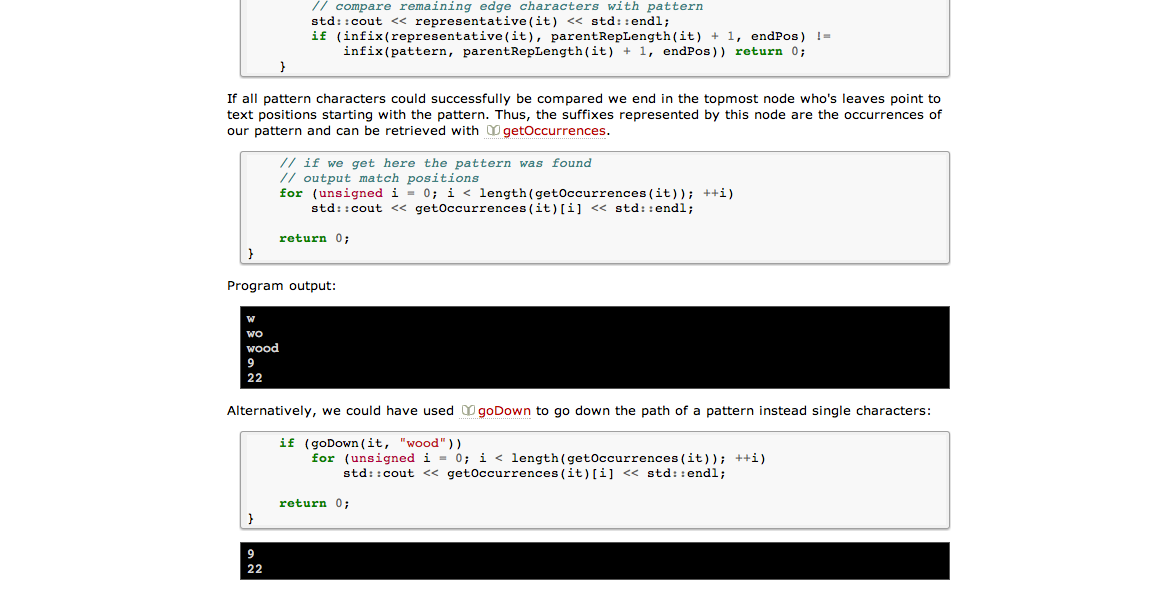 // compare remaining edge characters with pattern
std::cout << representative(it) << std::endl;
if (infix(representative(it), parentRepLength(it) + 1, endPos) !=
infix(pattern, parentRepLength(it) + 1, endPos)) return 0;
}
If all pattern characters could successfully be compared we end in the topmost node who's leaves point to
text positions starting with the pattern. Thus, the suffixes represented by this node are the occurrences of
our pattern and can be retrieved with getOccurrences.
// if we get here the pattern was found
// output match positions
for (unsigned i = 0; i < length(getOccurrences(it)); ++i)
std::cout << getOccurrences(it)[i] << std::endl;
return 0;
}
Program output:
w
wo
wood
9
22
Alternatively, we could have used goDown to go down the path of a pattern instead single characters:
if (goDown(it, "wood"))
for (unsigned i = 0; i < length(getOccurrences(it)); ++i)
std::cout << getOccurrences(it)[i] << std::endl;
return 0;
}
9
22